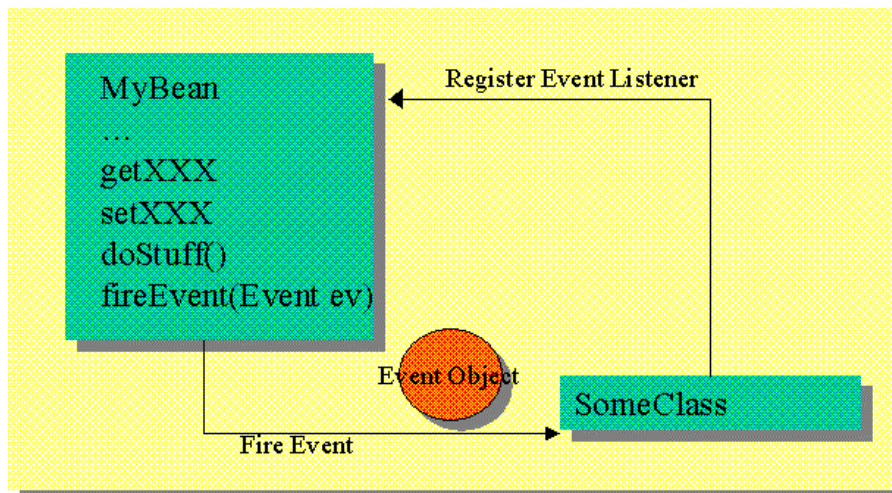 MyBean
...
getXXX
setXXX
doStuff()
fireEvent(Event ev)
Register Event Listener
Event Object
SomeClass
Fire Event